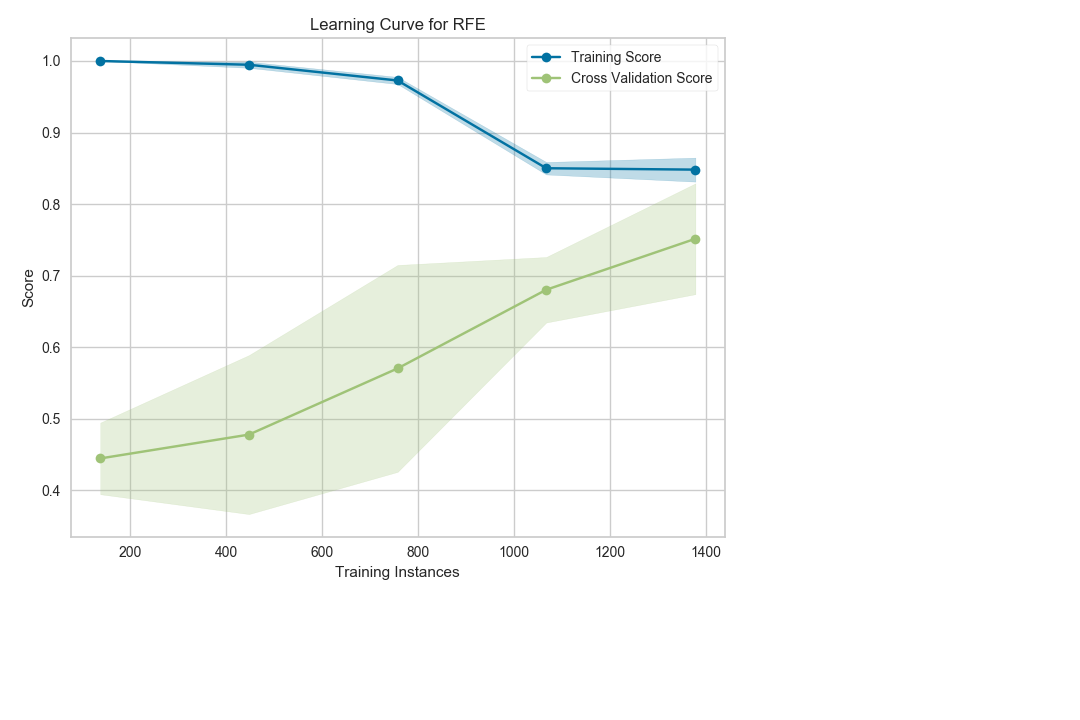 Learning Curve for RFE
Training Score
Cross Validation Score
1.0
0.9
0.8
0.7
0.6
0.5
0.4
Score
200 400 600 800 1000 1200 1400
Training Instances